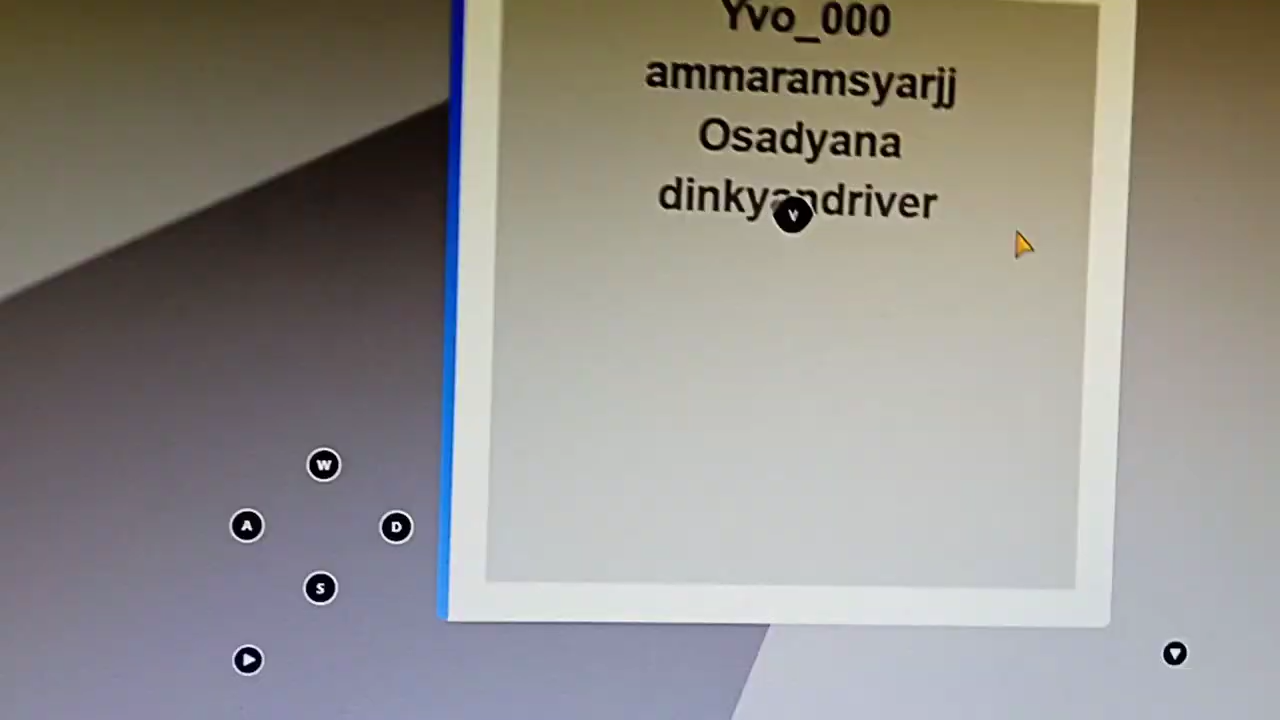 Yvo_000
ammaramsyarjj
Osadyana
dinkyandriver
V
W
A
D
S